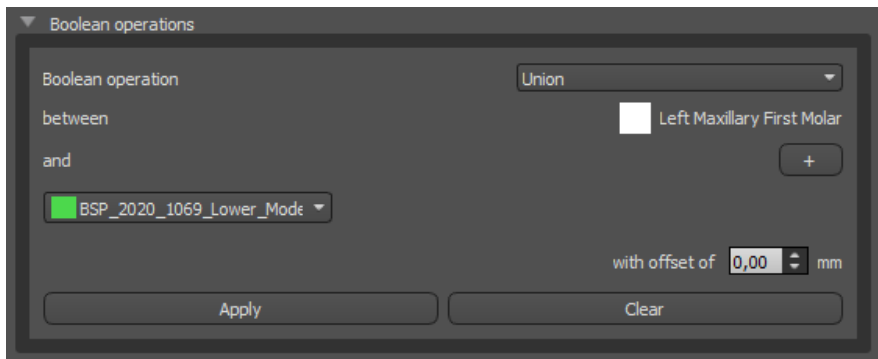 Boolean operations
Boolean operation Union
between Left Maxillary First Molar
and +
BSP_2020_1069_Lower_Mode
with offset of 0,00 mm
Apply Clear